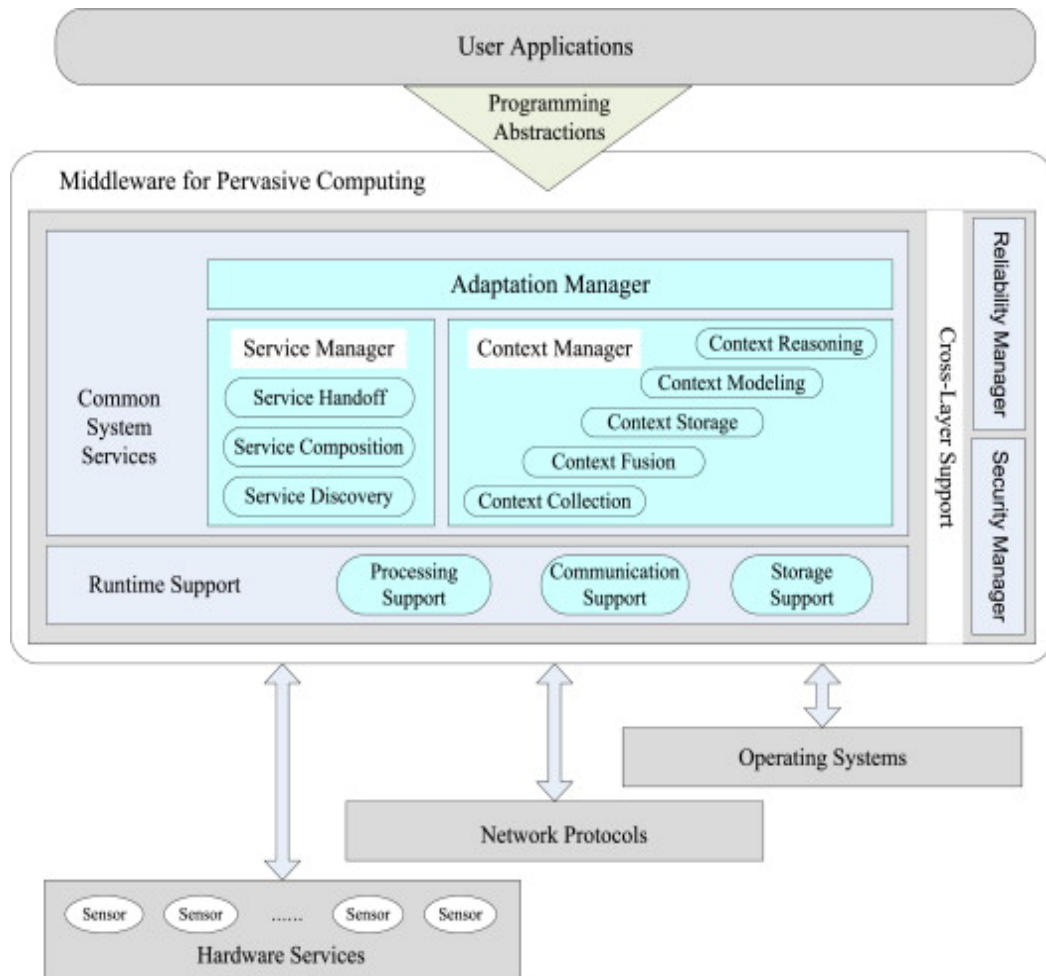 User Applications
Programming
Abstractions
Middleware for Pervasive Computing
Adaptation Manager
Common
System
Services
Service Manager
Service Handoff
Service Composition
Service Discovery
Context Manager
Context Reasoning
Context Modeling
Context Storage
Context Fusion
Context Collection
Runtime Support
Processing
Support
Communication
Support
Storage
Support
Cross-Layer Support
Reliability Manager
Security Manager
Operating Systems
Network Protocols
Sensor
Sensor
......
Sensor
Sensor
Hardware Services